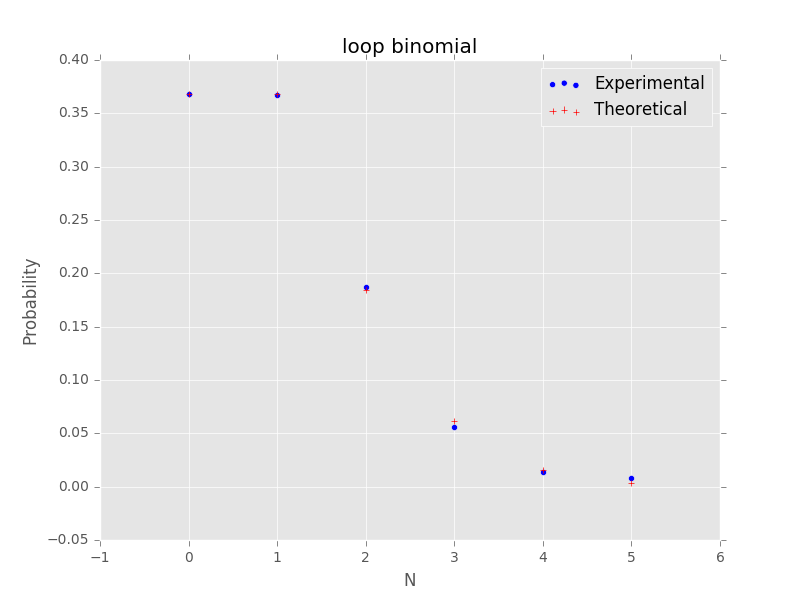 loop binomial
Experimental
Theoretical
0.40
0.35
0.30
0.25
0.20
0.15
0.10
0.05
0.00
−0.05
Probability
−1 0 1 2 3 4 5 6
N